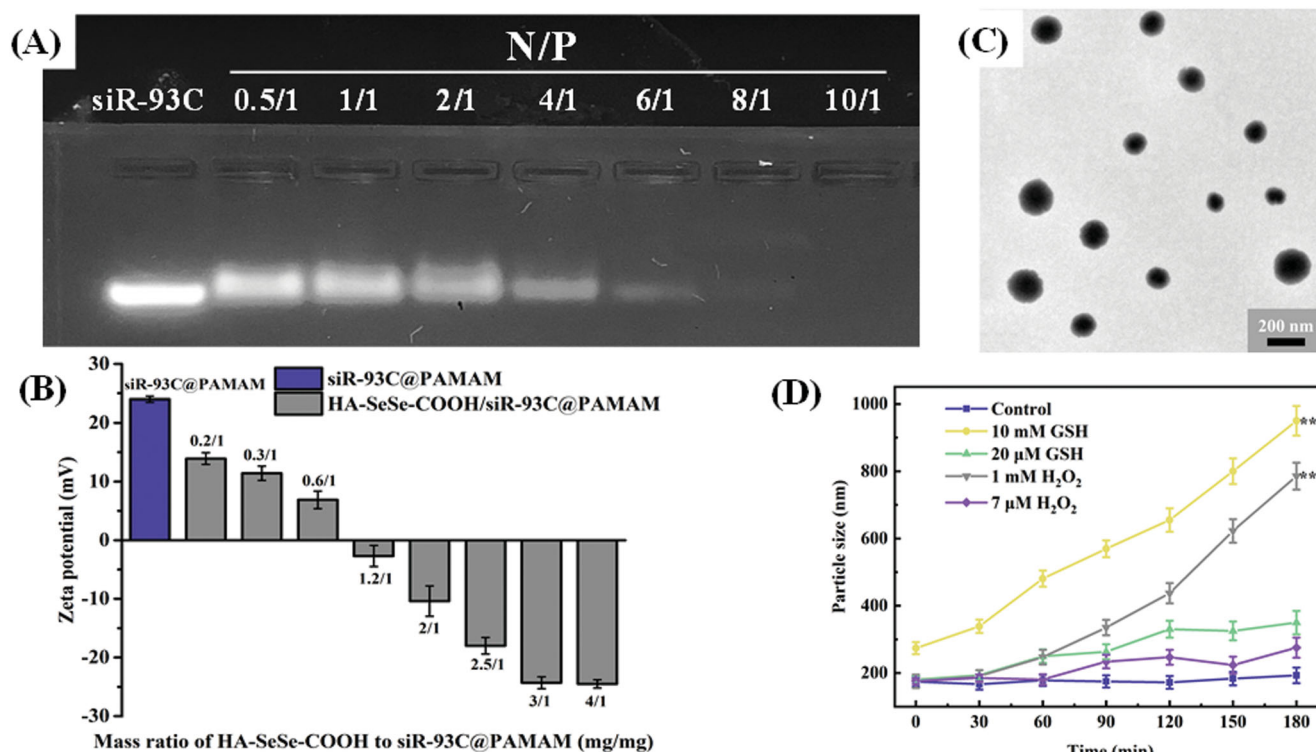 (A)
N/P
siR-93C 0.5/1 1/1 2/1 4/1 6/1 8/1 10/1
(C)
200 nm
(B)
30
20
10
0
-10
-20
-30
Zeta potential (mV)
siR-93C@PAMAM
siR-93C@PAMAM
HA-SeSe-COOH/siR-93C@PAMAM
0.2/1
0.3/1
0.6/1
1.2/1
2/1
2.5/1
3/1
4/1
Mass ratio of HA-SeSe-COOH to siR-93C@PAMAM (mg/mg)
(D)
1000
800
600
400
200
Particle size (nm)
Control
10 mM GSH
20 μM GSH
1 mM H₂O₂
7 μM H₂O₂
**
**
0 30 60 90 120 150 180
Time (min)